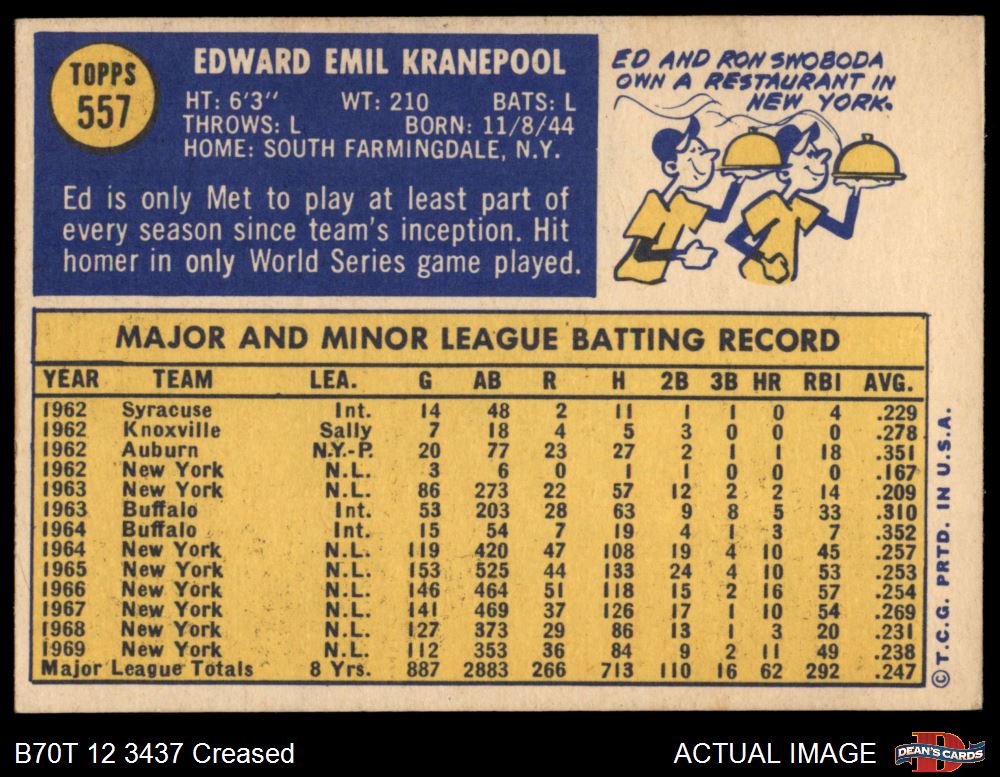 TOPPS
557
EDWARD EMIL KRANEPOOL
HT: 6'3" WT: 210 BATS: L
THROWS: L BORN: 11/8/44
HOME: SOUTH FARMINGDALE, N.Y.
Ed is only Met to play at least part of
every season since team's inception. Hit
homer in only World Series game played.
ED AND RON SWOBODA
OWN A RESTAURANT IN
NEW YORK.
MAJOR AND MINOR LEAGUE BATTING RECORD
YEAR TEAM LEA. G AB R H 2B 3B HR RBI AVG.
1962 Syracuse Int. 14 48 2 11 1 1 0 4 .229
1962 Knoxville Sally 7 18 4 5 3 0 0 0 .278
1962 Auburn N.Y.-P. 20 77 23 27 2 1 1 18 .351
1962 New York N.L. 3 6 0 1 1 0 0 0 .167
1963 New York N.L. 86 273 22 57 12 2 2 14 .209
1963 Buffalo Int. 53 203 28 63 9 8 5 33 .310
1964 Buffalo Int. 15 54 7 19 4 1 3 7 .352
1964 New York N.L. 119 420 47 108 19 4 10 45 .257
1965 New York N.L. 153 525 44 133 24 4 10 53 .253
1966 New York N.L. 146 464 51 118 15 2 16 57 .254
1967 New York N.L. 141 469 37 126 17 1 10 54 .269
1968 New York N.L. 127 373 29 86 13 1 3 20 .231
1969 New York N.L. 112 353 36 84 9 2 11 49 .238
Major League Totals 8 Yrs. 887 2883 266 713 110 16 62 292 .247
©T.C.G. PRTD. IN U.S.A.
B70T 12 3437 Creased
ACTUAL IMAGE
DEAN'S CARDS